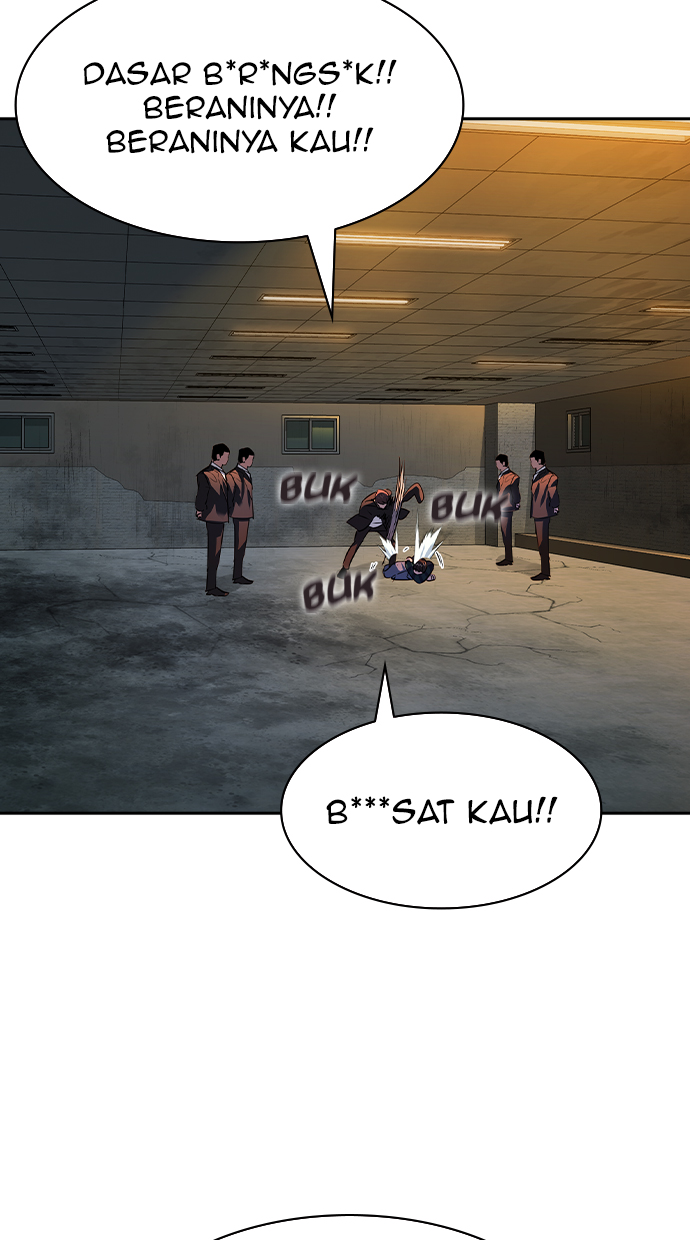 DASAR B*R*NGS*K!!
BERANINYA!!
BERANINYA KAU!!
BUK
BUK
BUK
B***SAT KAU!!